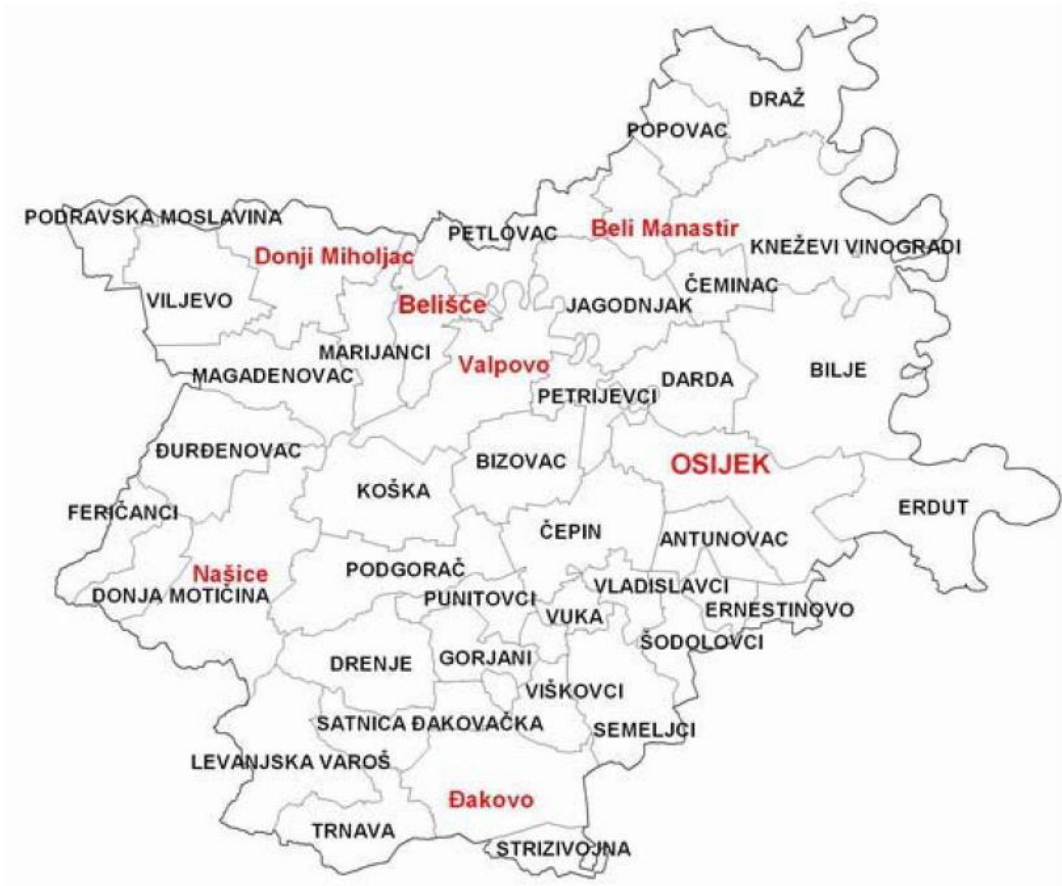 DRAŽ
POPOVAC
PODRAVSKA MOSLAVINA
PETLOVAC
Beli Manastir
KNEŽEVI VINOGRADI
Donji Miholjac
ČEMINAC
VILJEVO
Belišće
JAGODNJAK
MARIJANCI
Valpovo
MAGADENOVAC
DARDA
BILJE
PETRIJEVCI
ĐURĐENOVAC
BIZOVAC
OSIJEK
KOŠKA
ERDUT
FERIČANCI
ČEPIN
ANTUNOVAC
Našice
PODGORAČ
DONJA MOTIČINA
PUNITOVCI
VLADISLAVCI
VUKA
ERNESTINOVO
ŠODOLOVCI
DRENJE
GORJANI
VIŠKOVCI
SATNICA ĐAKOVAČKA
SEMELJCI
LEVANJSKA VAROŠ
Đakovo
TRNAVA
STRIZIVOJNA